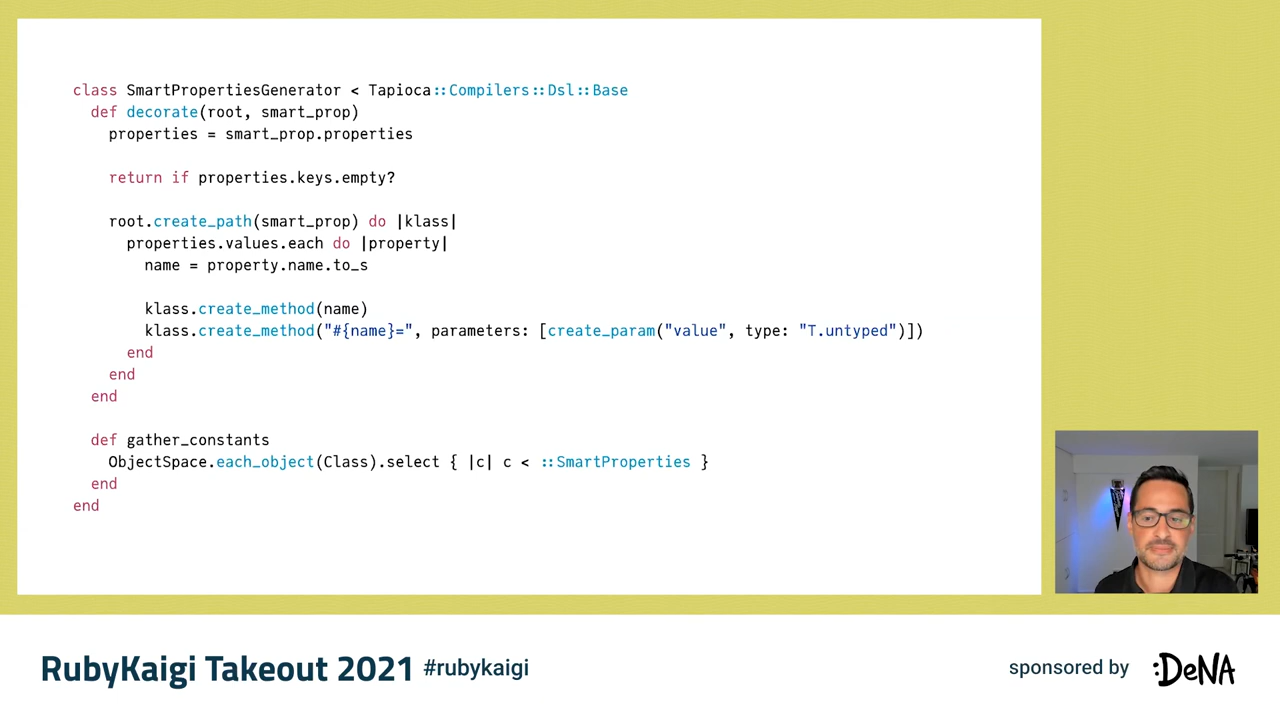 class SmartPropertiesGenerator < Tapioca::Compilers::Dsl::Base
  def decorate(root, smart_prop)
    properties = smart_prop.properties

    return if properties.keys.empty?

    root.create_path(smart_prop) do |klass|
      properties.values.each do |property|
        name = property.name.to_s

        klass.create_method(name)
        klass.create_method("#{name}=", parameters: [create_param("value", type: "T.untyped")])
      end
    end
  end

  def gather_constants
    ObjectSpace.each_object(Class).select { |c| c < ::SmartProperties }
  end
end
RubyKaigi Takeout 2021 #rubykaigi
sponsored by :DeNA